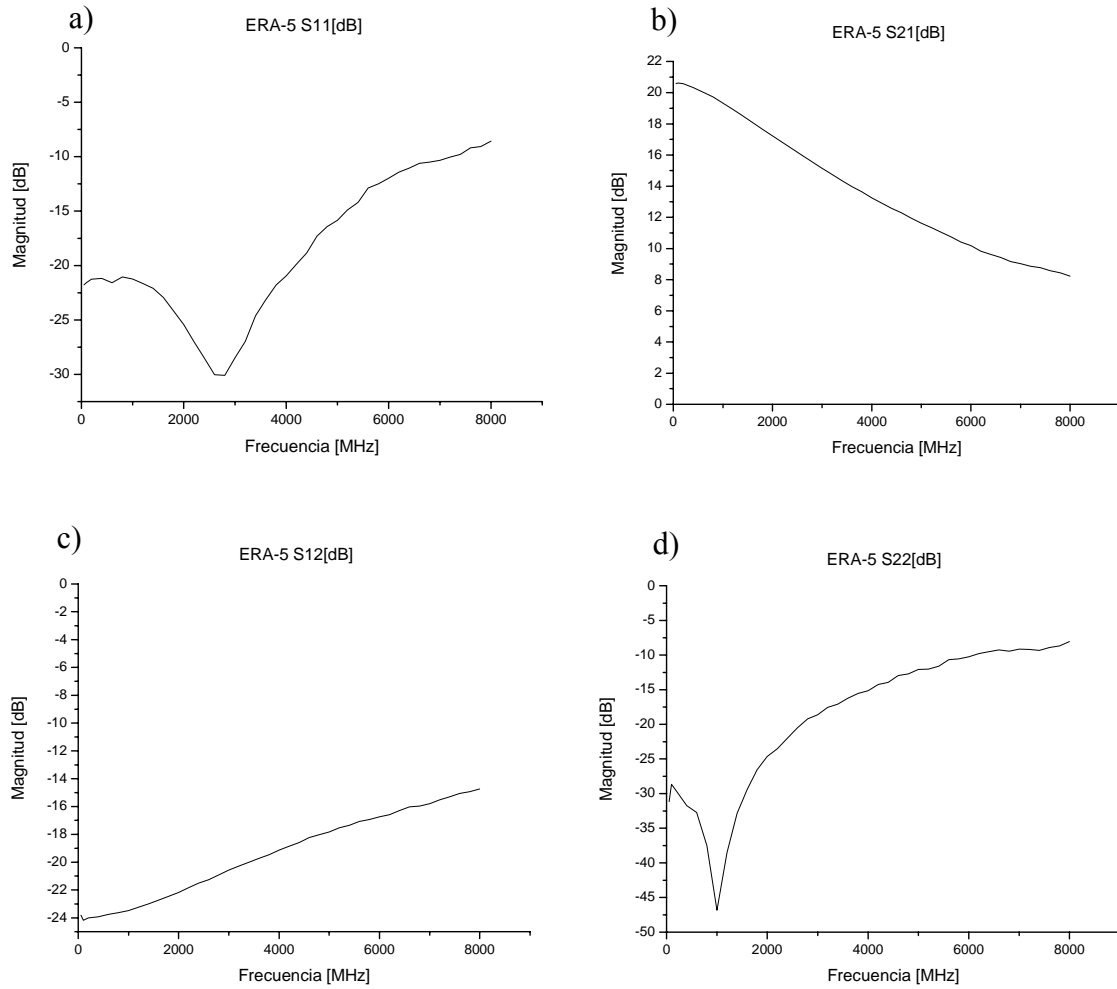 a)
ERA-5 S11[dB]
0
-5
-10
-15
-20
-25
-30
Magnitud [dB]
0 2000 4000 6000 8000
Frecuencia [MHz]
b)
ERA-5 S21[dB]
22
20
18
16
14
12
10
8
6
4
2
0
Magnitud [dB]
0 2000 4000 6000 8000
Frecuencia [MHz]
c)
ERA-5 S12[dB]
0
-2
-4
-6
-8
-10
-12
-14
-16
-18
-20
-22
-24
Magnitud [dB]
0 2000 4000 6000 8000
Frecuencia [MHz]
d)
ERA-5 S22[dB]
0
-5
-10
-15
-20
-25
-30
-35
-40
-45
-50
Magnitud [dB]
0 2000 4000 6000 8000
Frecuencia [MHz]